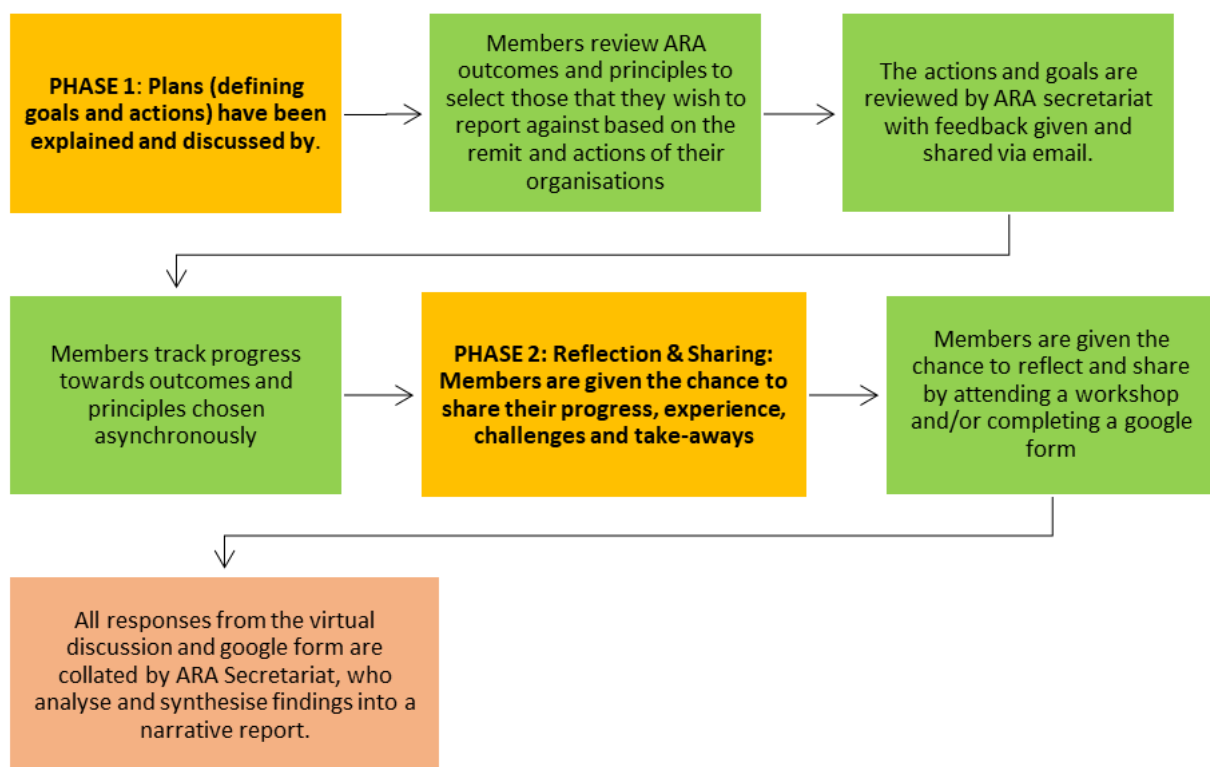 PHASE 1: Plans (defining
goals and actions) have been
explained and discussed by.
Members review ARA
outcomes and principles to
select those that they wish to
report against based on the
remit and actions of their
organisations
The actions and goals are
reviewed by ARA secretariat
with feedback given and
shared via email.
Members track progress
towards outcomes and
principles chosen
asynchronously
PHASE 2: Reflection & Sharing:
Members are given the chance to
share their progress, experience,
challenges and take-aways
Members are given the
chance to reflect and share
by attending a workshop
and/or completing a google
form
All responses from the virtual
discussion and google form are
collated by ARA Secretariat, who
analyse and synthesise findings into a
narrative report.